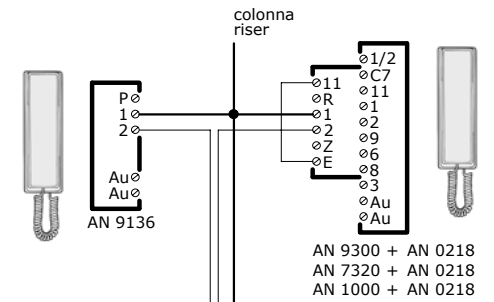 colonna
riser
P
1
2
Au
Au
AN 9136
11
R
1
2
Z
E
1/2
C7
11
1
2
9
6
8
3
Au
Au
AN 9300 + AN 0218
AN 7320 + AN 0218
AN 1000 + AN 0218